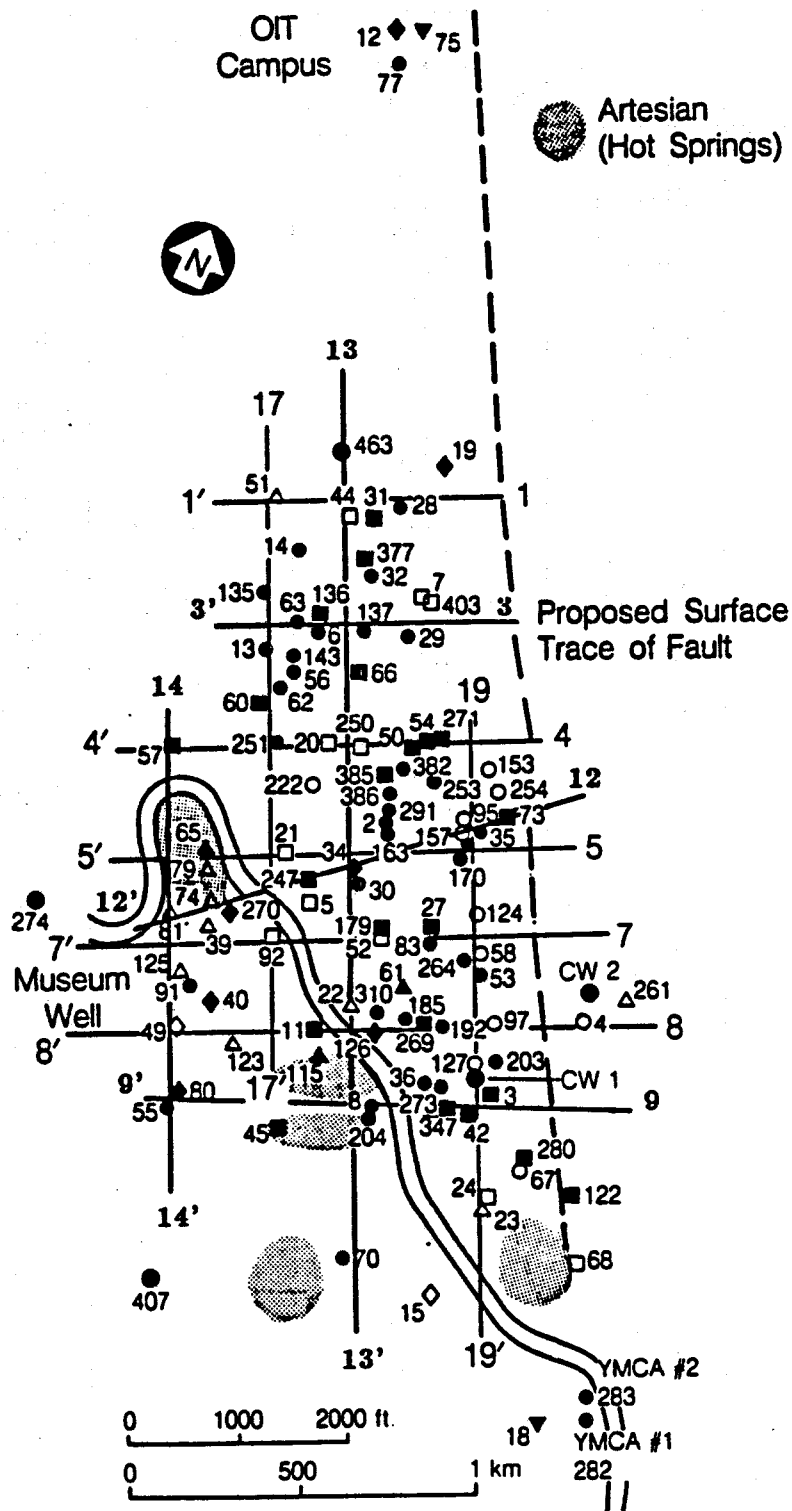 OIT
Campus
12 75
77
Artesian
(Hot Springs)
N
13
17
463 19
51 44 31 28
1' 1
14 377
32
135 136 7
403
3' 63 137 3
6 29
Proposed Surface
Trace of Fault
13 143
56 66
60 62
14 19
250 54 271
4' 57 251 20 50 4
385 382 153
222 253 254 12
386
291 95 73
65 21 2 157 35
5' 34 163 5
79 247 170
30
74 5
12' 270 179 27 124
274 81 39
7' 92 52 83 7
58
125 264 53
Museum
Well
91 40 61 CW 2
22 310 261
185
49 11 97 4
8' 126 269 192 8
123 115 127 203
36 CW 1
9' 80 17' 8 273 3
55 9
45 204 347 42
280
67
24 122
14' 23
70 68
407 15
13' 19'
YMCA #2
283
0 1000 2000 ft.
18 YMCA #1
0 500 1 km 282